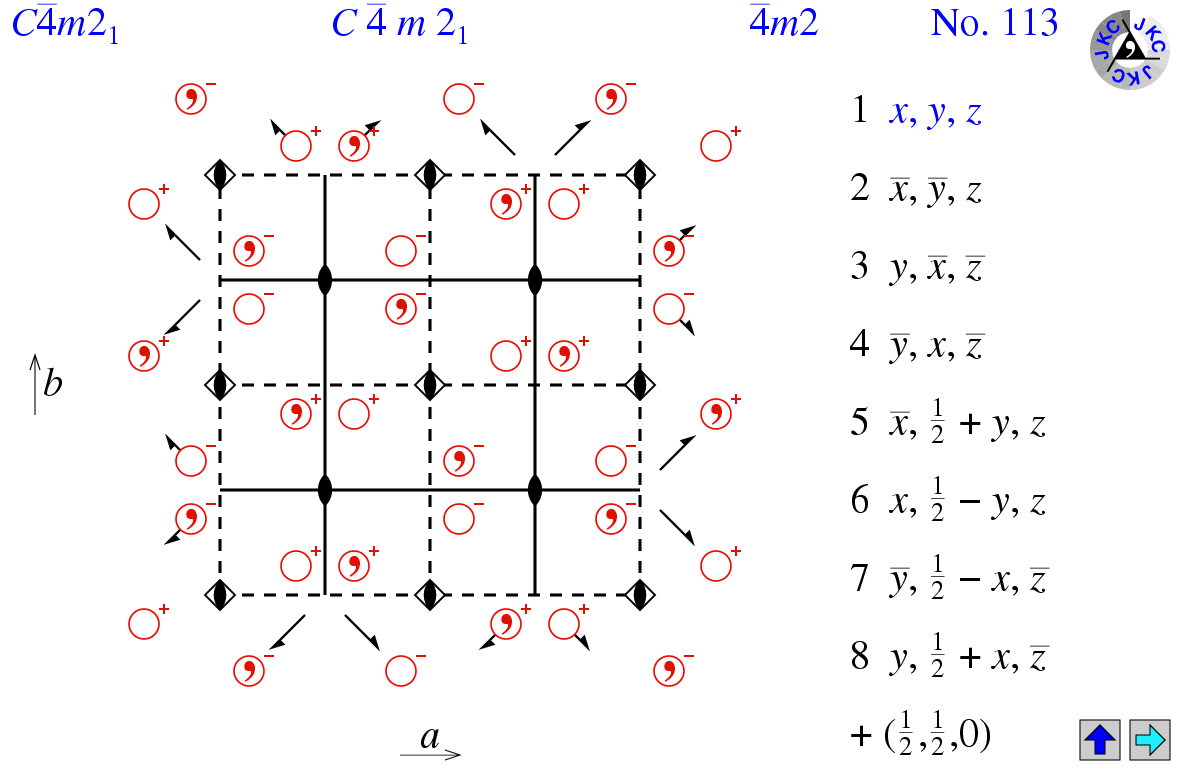 C4̅m2₁ C 4̅ m 2₁ 4̅m2 No. 113
JKC JKC JKC
1 x, y, z
2 x̅, y̅, z
3 y, x̅, z̅
4 y̅, x, z̅
5 x̅, 1/2 + y, z
6 x, 1/2 − y, z
7 y̅, 1/2 − x, z̅
8 y, 1/2 + x, z̅
+ (1/2,1/2,0)
b
a